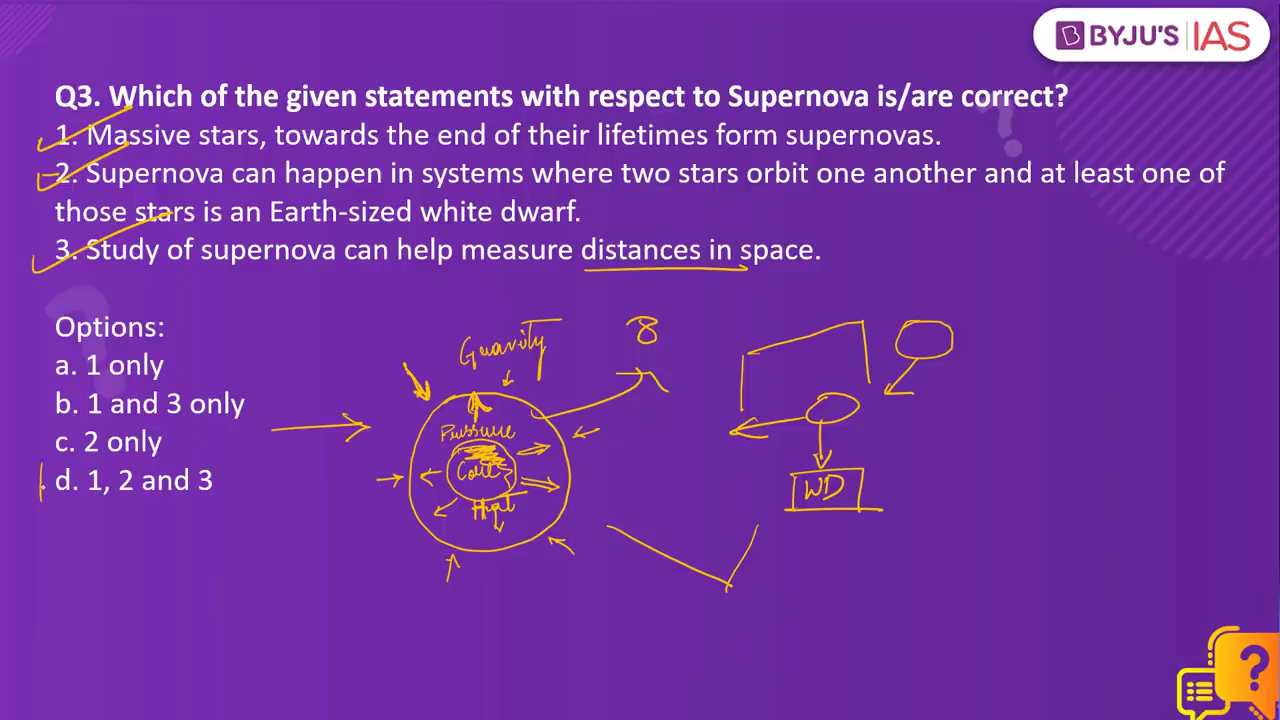 BYJU'S IAS
Q3. Which of the given statements with respect to Supernova is/are correct?
1. Massive stars, towards the end of their lifetimes form supernovas.
2. Supernova can happen in systems where two stars orbit one another and at least one of
those stars is an Earth-sized white dwarf.
3. Study of supernova can help measure distances in space.
Options:
a. 1 only
b. 1 and 3 only
c. 2 only
d. 1, 2 and 3
Gravity
8
Pressure
WD